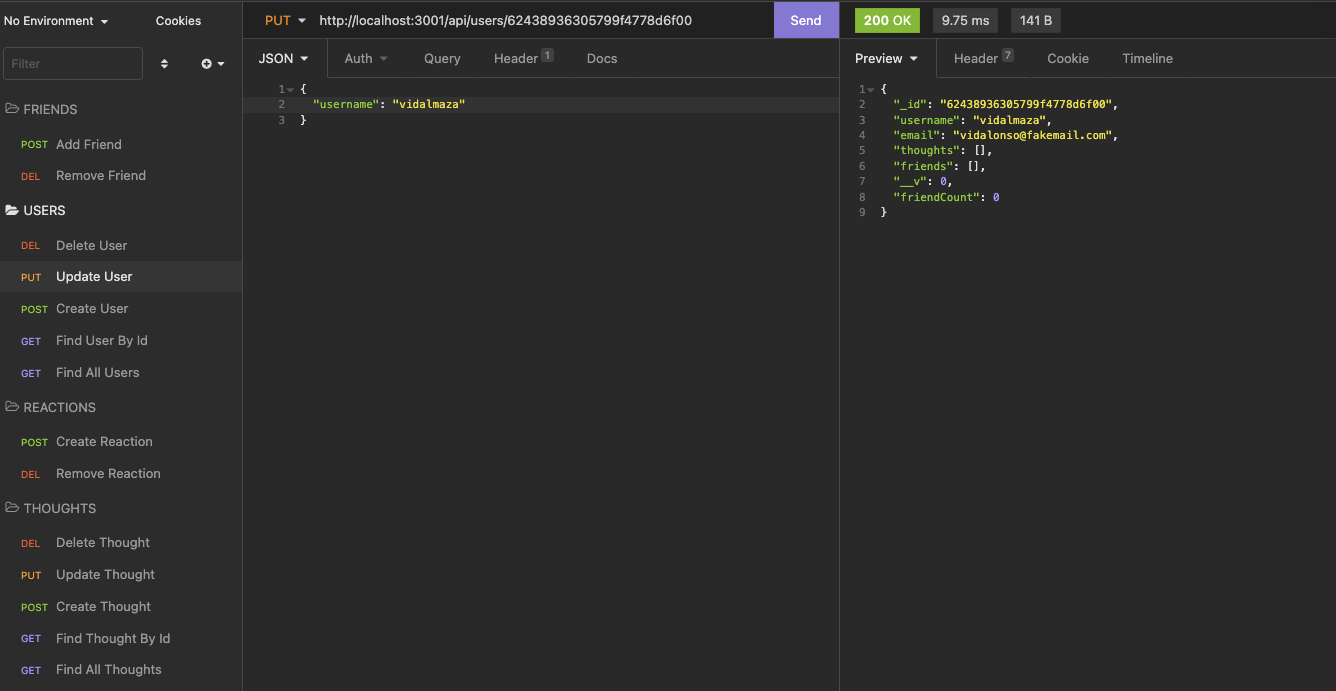 No Environment
Cookies
Filter
FRIENDS
POST Add Friend
DEL Remove Friend
USERS
DEL Delete User
PUT Update User
POST Create User
GET Find User By Id
GET Find All Users
REACTIONS
POST Create Reaction
DEL Remove Reaction
THOUGHTS
DEL Delete Thought
PUT Update Thought
POST Create Thought
GET Find Thought By Id
GET Find All Thoughts
PUT http://localhost:3001/api/users/62438936305799f4778d6f00 Send
JSON Auth Query Header 1 Docs
1 {
2 "username": "vidalmaza"
3 }
200 OK 9.75 ms 141 B
Preview Header 7 Cookie Timeline
1 {
2 "_id": "62438936305799f4778d6f00",
3 "username": "vidalmaza",
4 "email": "vidalonso@fakemail.com",
5 "thoughts": [],
6 "friends": [],
7 "__v": 0,
8 "friendCount": 0
9 }